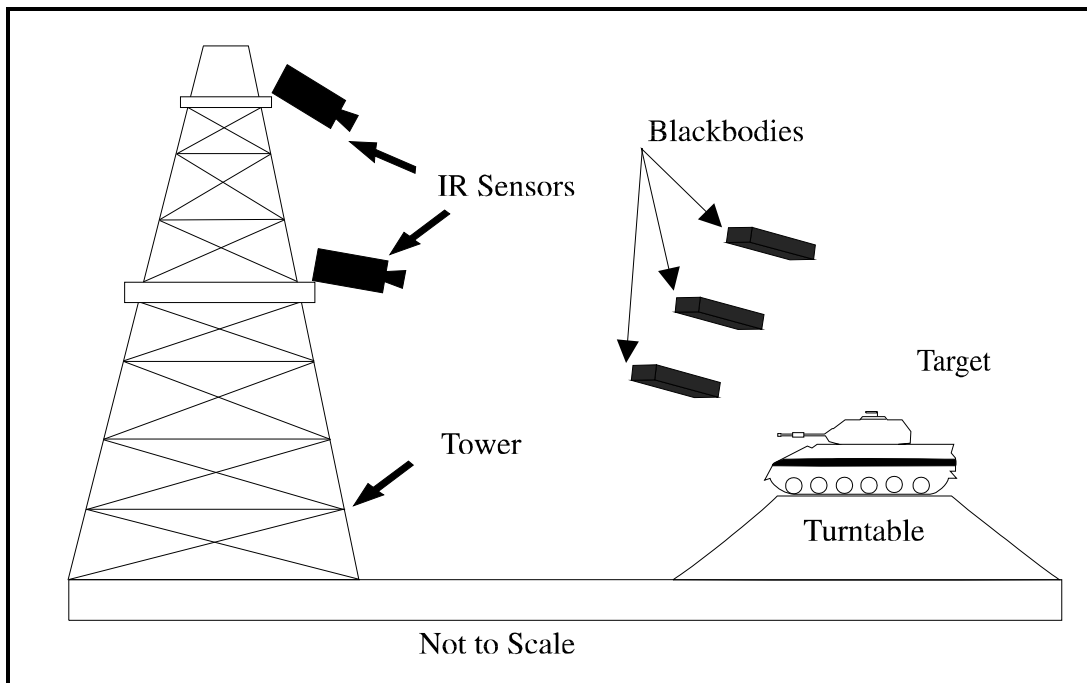 Blackbodies
IR Sensors
Target
Tower
Turntable
Not to Scale